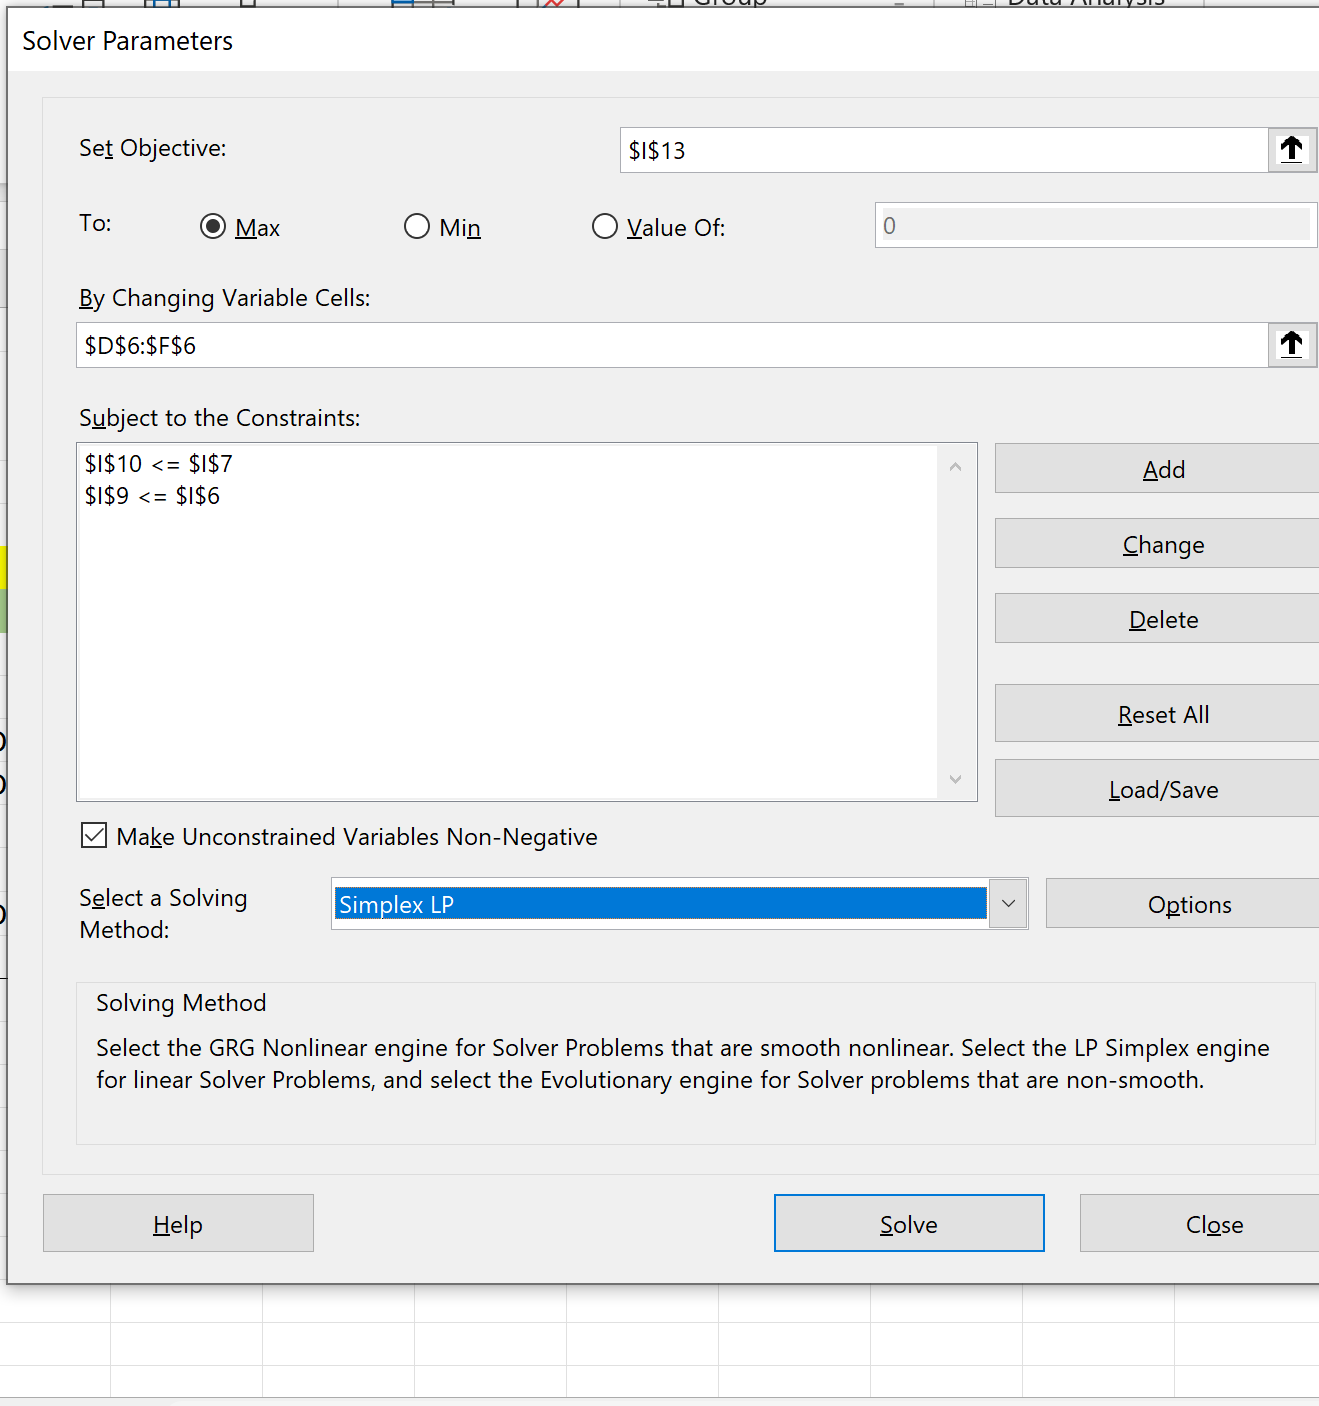 Group
Data Analysis
Solver Parameters
Set Objective:
$I$13
To:
Max
Min
Value Of:
0
By Changing Variable Cells:
$D$6:$F$6
Subject to the Constraints:
$I$10 <= $I$7
$I$9 <= $I$6
Add
Change
Delete
Reset All
Load/Save
Make Unconstrained Variables Non-Negative
Select a Solving
Method:
Simplex LP
Options
Solving Method
Select the GRG Nonlinear engine for Solver Problems that are smooth nonlinear. Select the LP Simplex engine
for linear Solver Problems, and select the Evolutionary engine for Solver problems that are non-smooth.
Help
Solve
Close